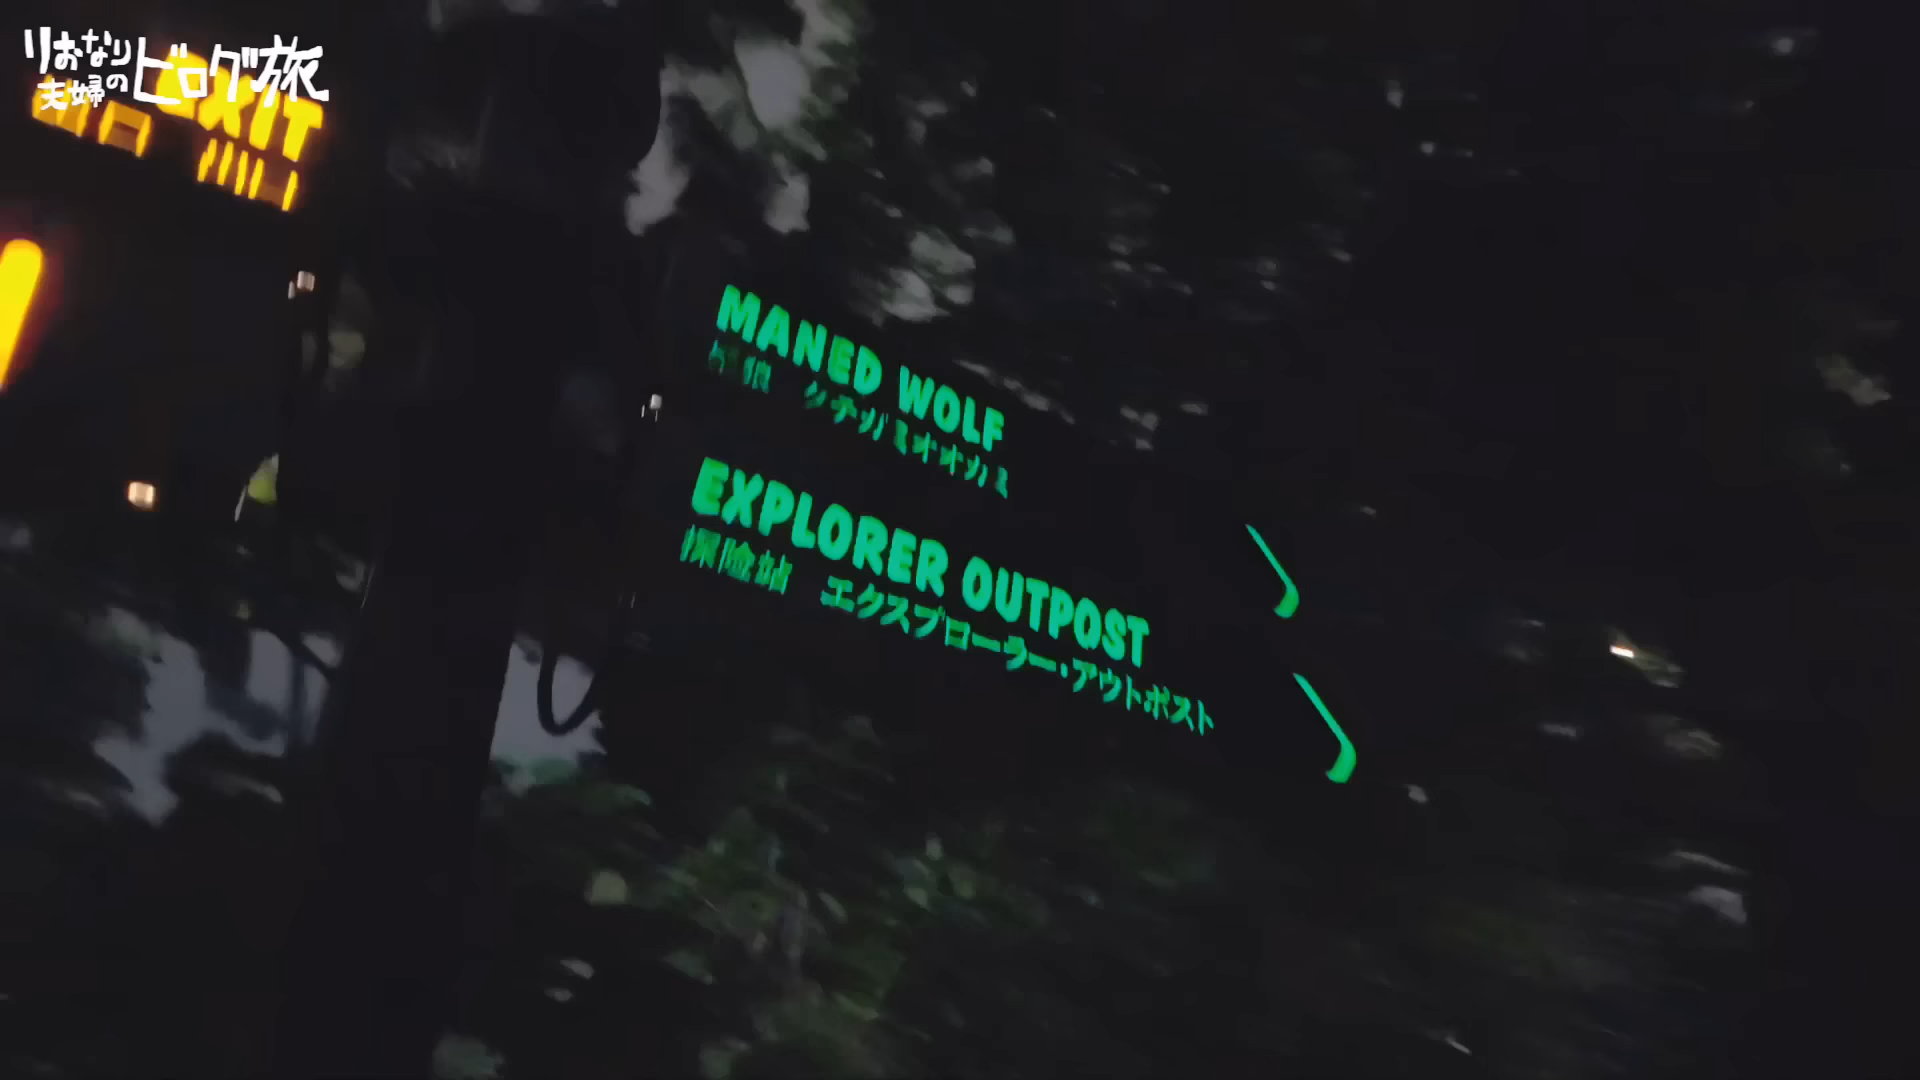 りおなり
夫婦の
ビログ旅
EXIT
MANED WOLF
狼 タテガミオオカミ
EXPLORER OUTPOST
探险站 エクスプローラー・アウトポスト